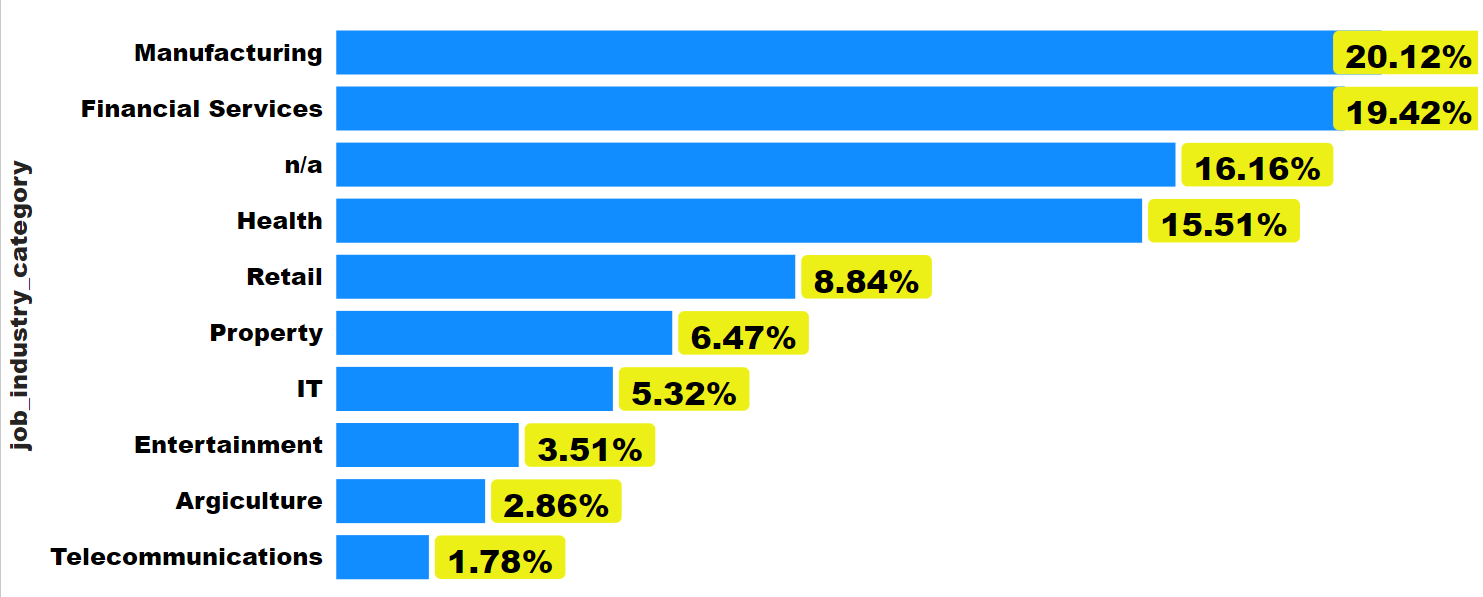 job_industry_category
Manufacturing 20.12%
Financial Services 19.42%
n/a 16.16%
Health 15.51%
Retail 8.84%
Property 6.47%
IT 5.32%
Entertainment 3.51%
Argiculture 2.86%
Telecommunications 1.78%